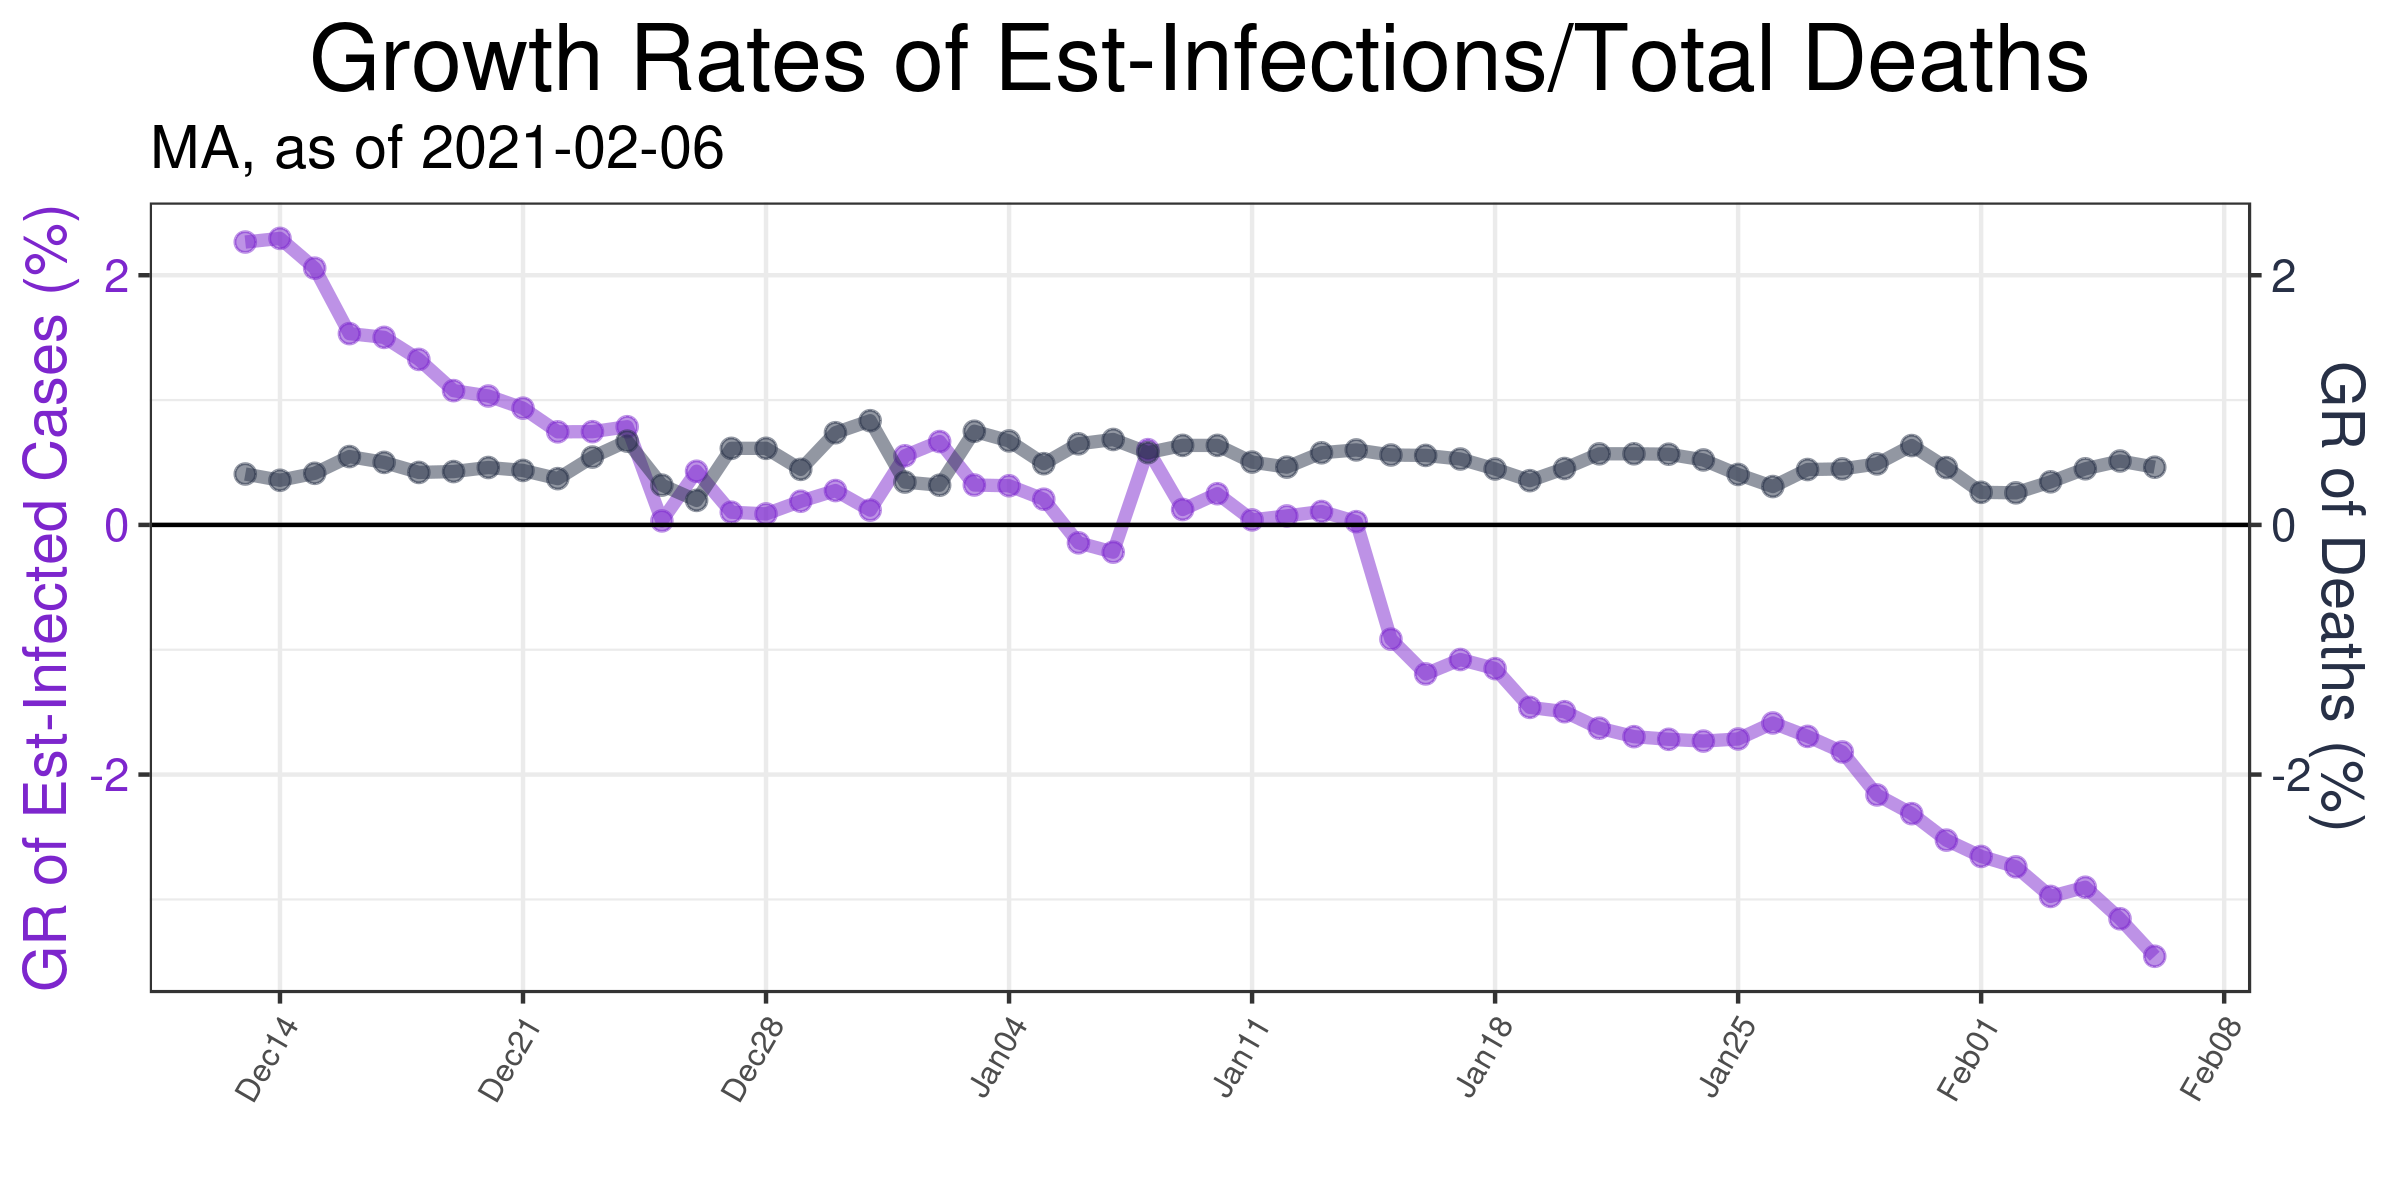 Growth Rates of Est-Infections/Total Deaths
MA, as of 2021-02-06
GR of Est-Infected Cases (%)
2
0
-2
2
0
-2
GR of Deaths (%)
Dec14
Dec21
Dec28
Jan04
Jan11
Jan18
Jan25
Feb01
Feb08